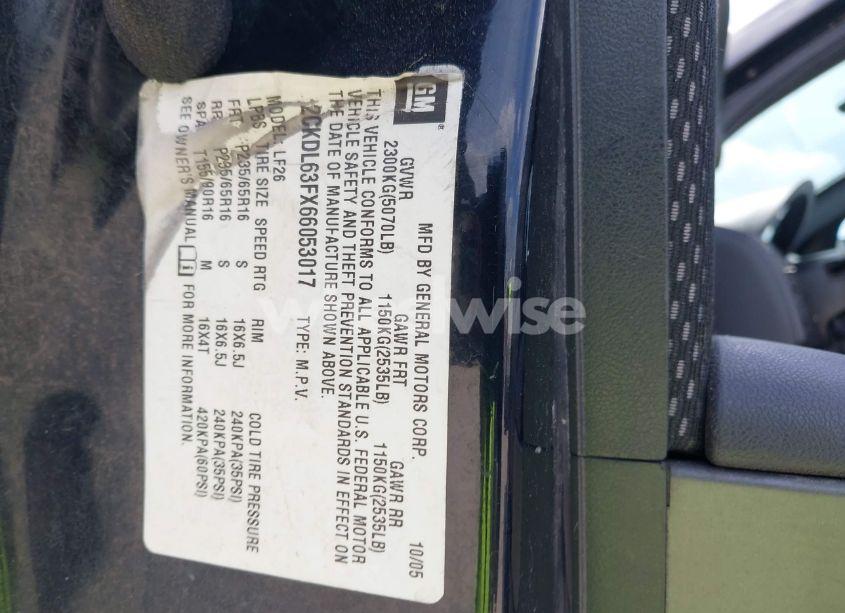 GM
MFD BY GENERAL MOTORS CORP. 10/05
GVWR GAWR FRT GAWR RR
2300KG(5070LB) 1150KG(2535LB) 1150KG(2535LB)
THIS VEHICLE CONFORMS TO ALL APPLICABLE U.S. FEDERAL MOTOR
VEHICLE SAFETY AND THEFT PREVENTION STANDARDS IN EFFECT ON
THE DATE OF MANUFACTURE SHOWN ABOVE.
2CKDL63FX66053017 TYPE: M.P.V.
MODEL: LF26
TIRE SIZE SPEED RTG RIM COLD TIRE PRESSURE
FRT P235/65R16 S 16X6.5J 240KPA(35PSI)
RR P235/65R16 S 16X6.5J 240KPA(35PSI)
SPA T155/90R16 M 16X4T 420KPA(60PSI)
SEE OWNER'S MANUAL FOR MORE INFORMATION.